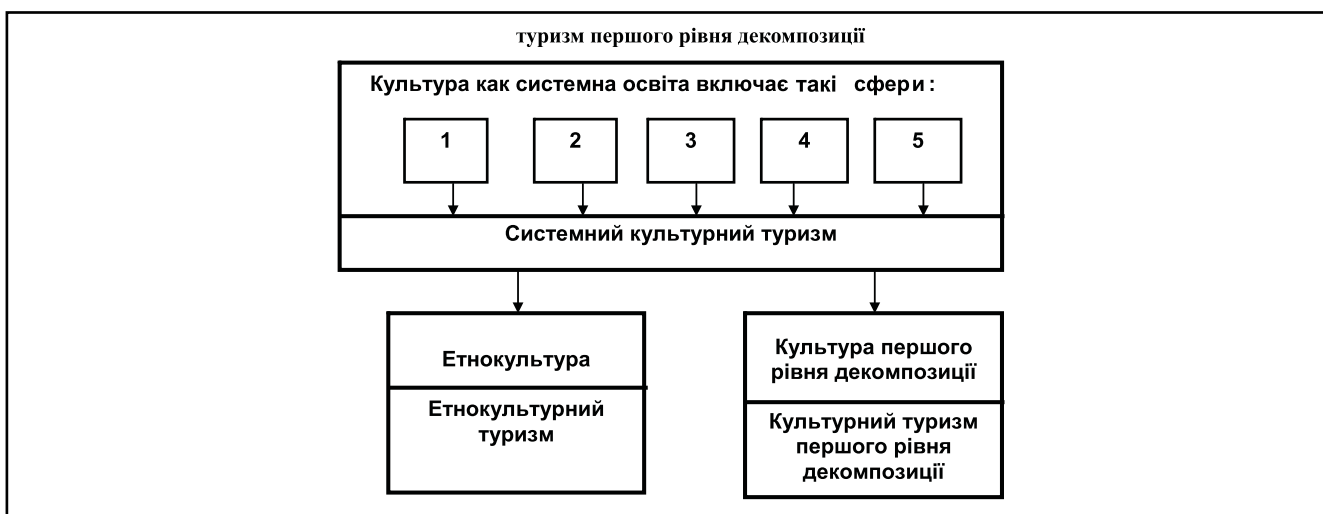 туризм першого рівня декомпозиції
Культура как системна освіта включає такі сфери:
1 2 3 4 5
Системний культурний туризм
Етнокультура
Етнокультурний
туризм
Культура першого
рівня декомпозиції
Культурний туризм
першого рівня
декомпозиції